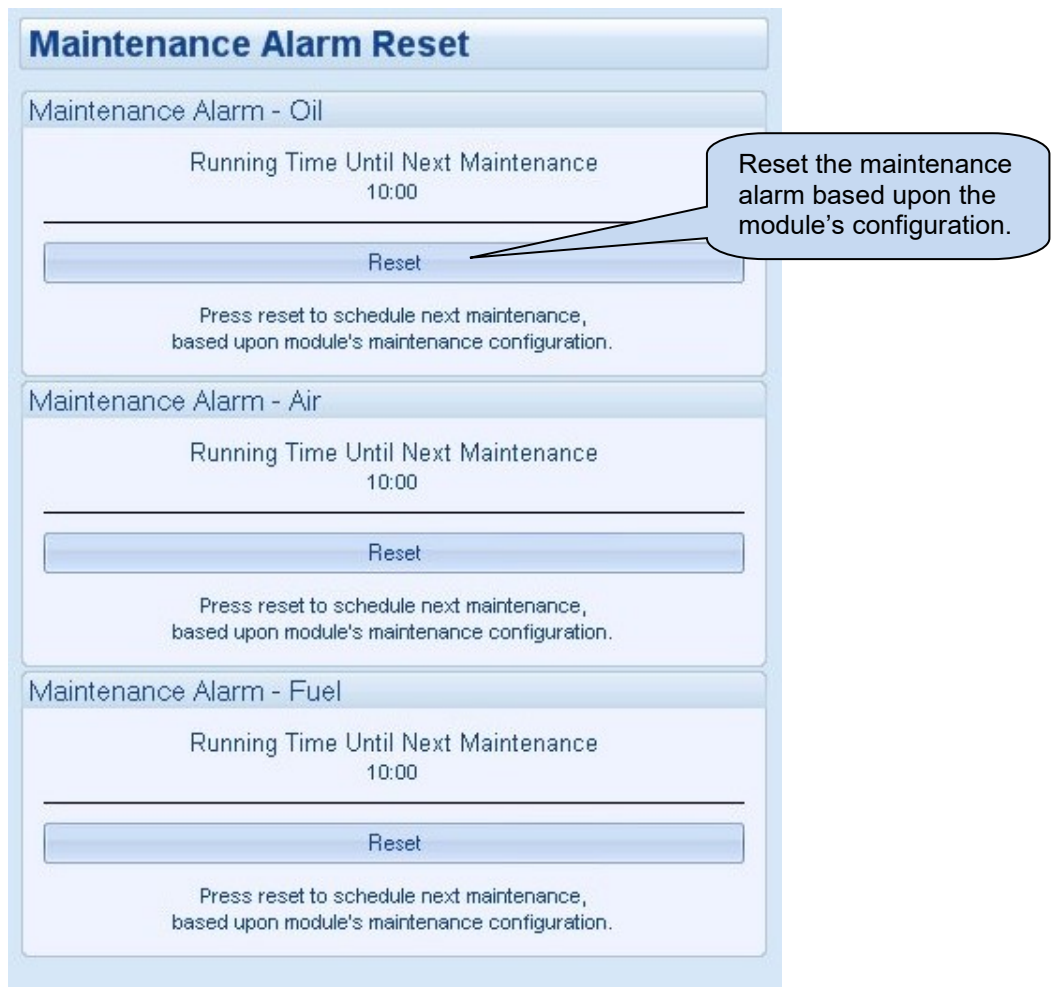 Maintenance Alarm Reset
Maintenance Alarm - Oil
Running Time Until Next Maintenance
10:00
Reset
Press reset to schedule next maintenance,
based upon module's maintenance configuration.
Reset the maintenance
alarm based upon the
module’s configuration.
Maintenance Alarm - Air
Running Time Until Next Maintenance
10:00
Reset
Press reset to schedule next maintenance,
based upon module's maintenance configuration.
Maintenance Alarm - Fuel
Running Time Until Next Maintenance
10:00
Reset
Press reset to schedule next maintenance,
based upon module's maintenance configuration.